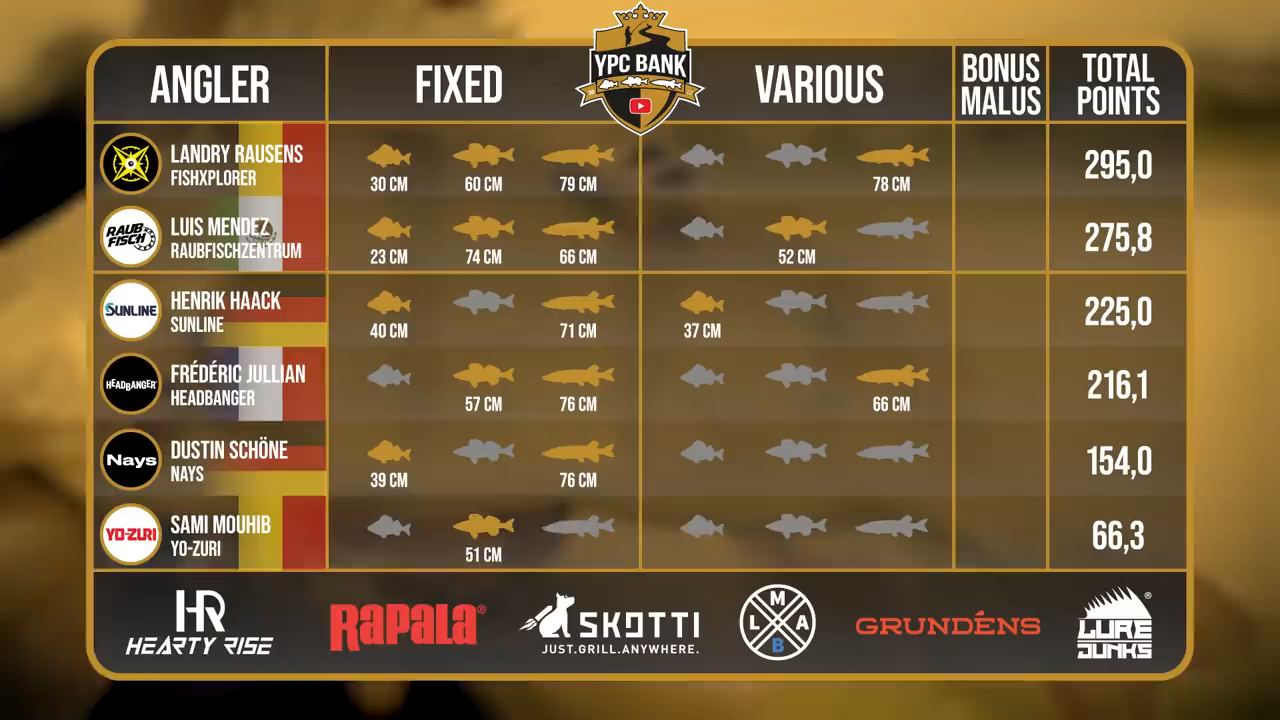 YPC BANK
ANGLER FIXED VARIOUS BONUS MALUS TOTAL POINTS
LANDRY RAUSENS
FISHXPLORER
30 CM 60 CM 79 CM 78 CM 295,0
RAUB FISCH
LUIS MENDEZ
RAUBFISCHZENTRUM
23 CM 74 CM 66 CM 52 CM 275,8
SUNLINE
HENRIK HAACK
SUNLINE
40 CM 71 CM 37 CM 225,0
HEADBANGER
FRÉDÉRIC JULLIAN
HEADBANGER
57 CM 76 CM 66 CM 216,1
Nays
DUSTIN SCHÖNE
NAYS
39 CM 76 CM 154,0
YO-ZURI
SAMI MOUHIB
YO-ZURI
51 CM 66,3
HR
HEARTY RISE
RAPALA®
SKOTTI
JUST.GRILL.ANYWHERE.
M
L A
B
GRUNDÉNS
LURE ®
JUNKS